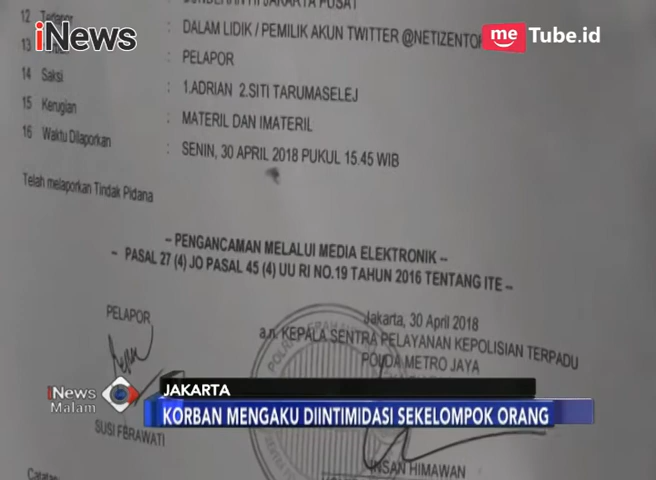 JAKARTA PUSAT
12
iNews
: DALAM LIDIK / PEMILIK AKUN TWITTER
me Tube.id
13
: PELAPOR
14 Saksi : 1.ADRIAN 2.SITI TARUMASELEJ
15 Kerugian : MATERIL DAN IMATERIL
16 Waktu Dilaporkan : SENIN, 30 APRIL 2018 PUKUL 15.45 WIB
Telah melaporkan Tindak Pidana
-- PENGANCAMAN MELALUI MEDIA ELEKTRONIK --
-- PASAL 27 (4) JO PASAL 45 (4) UU RI NO.19 TAHUN 2016 TENTANG ITE --
PELAPOR
Jakarta, 30 April 2018
a.n. KEPALA SENTRA PELAYANAN KEPOLISIAN TERPADU
POLDA METRO JAYA
iNews Malam
JAKARTA
KORBAN MENGAKU DIINTIMIDASI SEKELOMPOK ORANG
SUSI FERAWATI
INSAN HIMAWAN